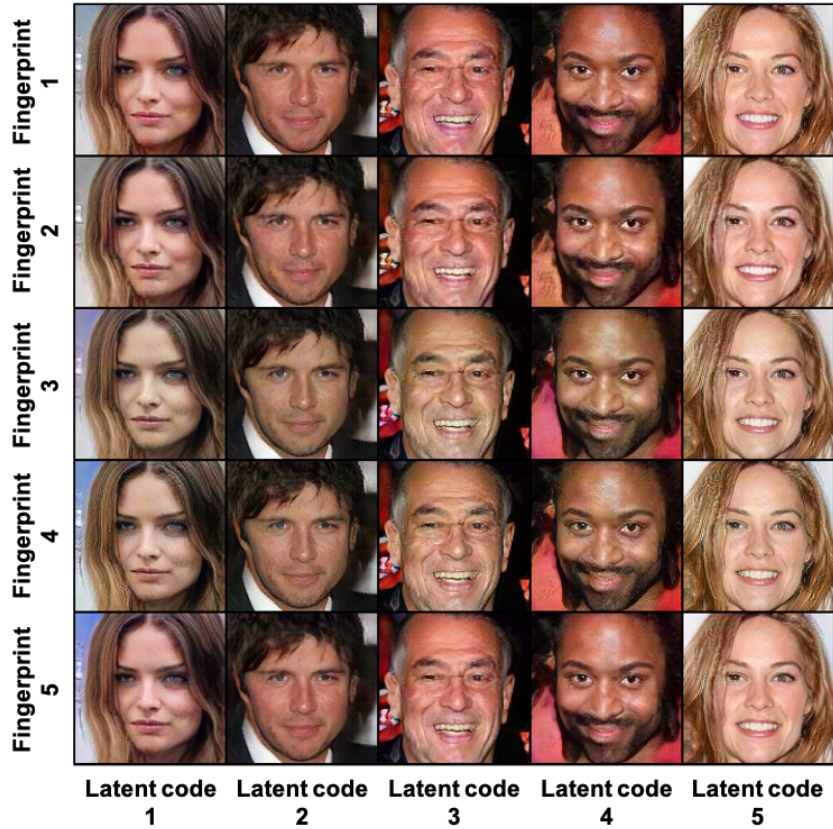 Fingerprint
1
Fingerprint
2
Fingerprint
3
Fingerprint
4
Fingerprint
5
Latent code
1
Latent code
2
Latent code
3
Latent code
4
Latent code
5